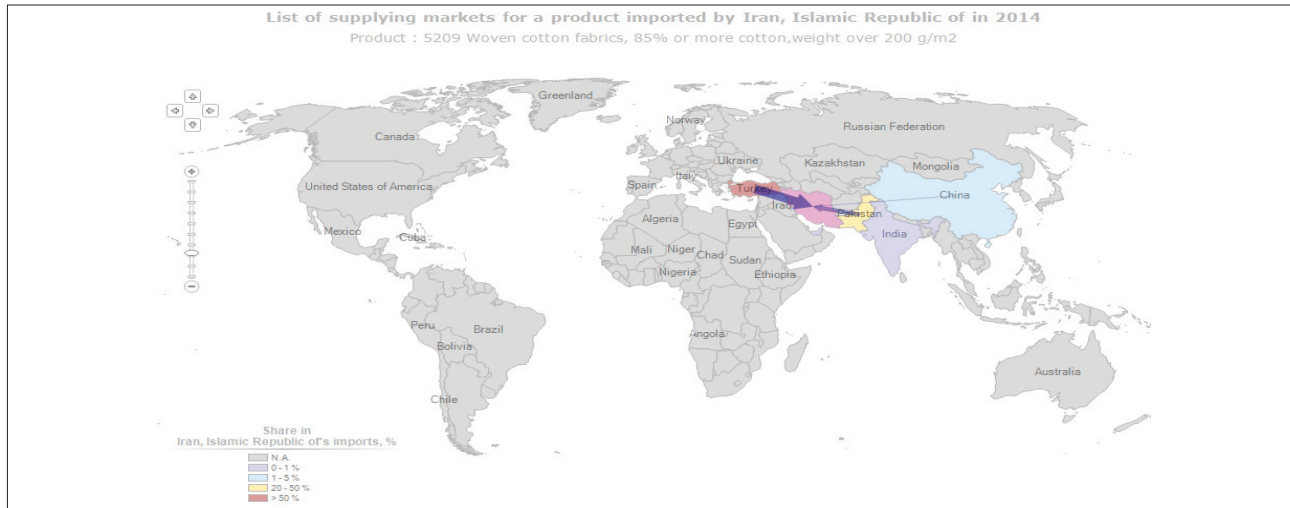 List of supplying markets for a product imported by Iran, Islamic Republic of in 2014
Product : 5209 Woven cotton fabrics, 85% or more cotton,weight over 200 g/m2
Greenland
Norway
Russian Federation
Canada
Ukraine
Kazakhstan
Mongolia
United States of America
Spain
Italy
Turkey
China
Iraq
Pakistan
Mexico
Cuba
Algeria
Egypt
India
Mali
Niger
Chad
Sudan
Nigeria
Ethiopia
Peru
Brazil
Angola
Bolivia
Australia
Chile
Share in
Iran, Islamic Republic of's imports, %
N.A.
0 - 1 %
1 - 5 %
20 - 50 %
> 50 %